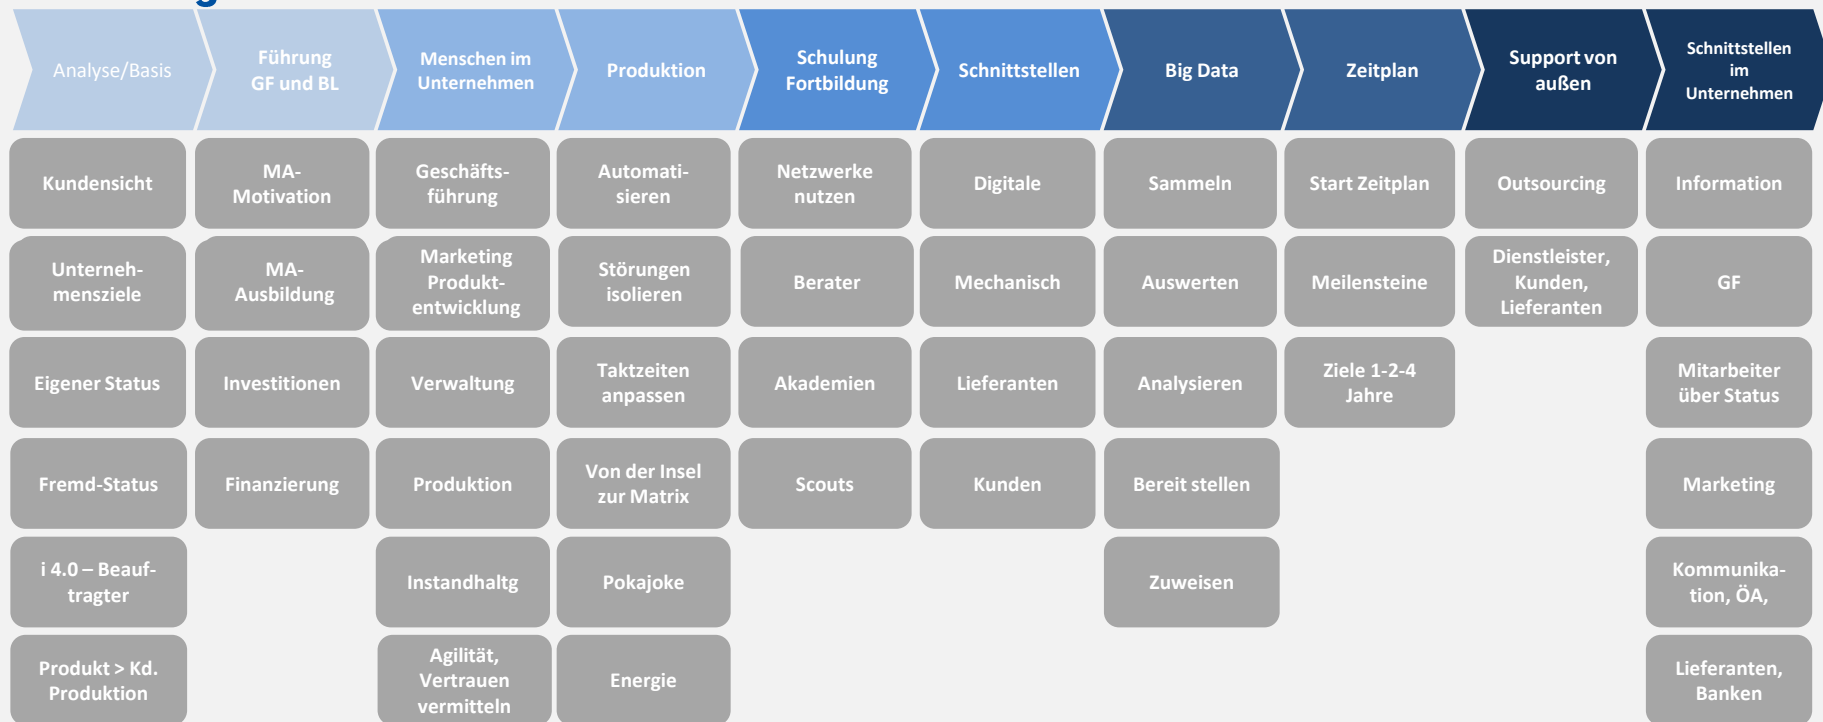 Analyse/Basis
Führung
GF und BL
Menschen im
Unternehmen
Produktion
Schulung
Fortbildung
Schnittstellen
Big Data
Zeitplan
Support von
außen
Schnittstellen
im
Unternehmen
Kundensicht
MA-
Motivation
Geschäfts-
führung
Automati-
sieren
Netzwerke
nutzen
Digitale
Sammeln
Start Zeitplan
Outsourcing
Information
Unterneh-
mensziele
MA-
Ausbildung
Marketing
Produkt-
entwicklung
Störungen
isolieren
Berater
Mechanisch
Auswerten
Meilensteine
Dienstleister,
Kunden,
Lieferanten
GF
Eigener Status
Investitionen
Verwaltung
Taktzeiten
anpassen
Akademien
Lieferanten
Analysieren
Ziele 1-2-4
Jahre
Mitarbeiter
über Status
Fremd-Status
Finanzierung
Produktion
Von der Insel
zur Matrix
Scouts
Kunden
Bereit stellen
Marketing
i 4.0 – Beauf-
tragter
Instandhaltg
Pokajoke
Zuweisen
Kommunika-
tion, ÖA,
Produkt > Kd.
Produktion
Agilität,
Vertrauen
vermitteln
Energie
Lieferanten,
Banken